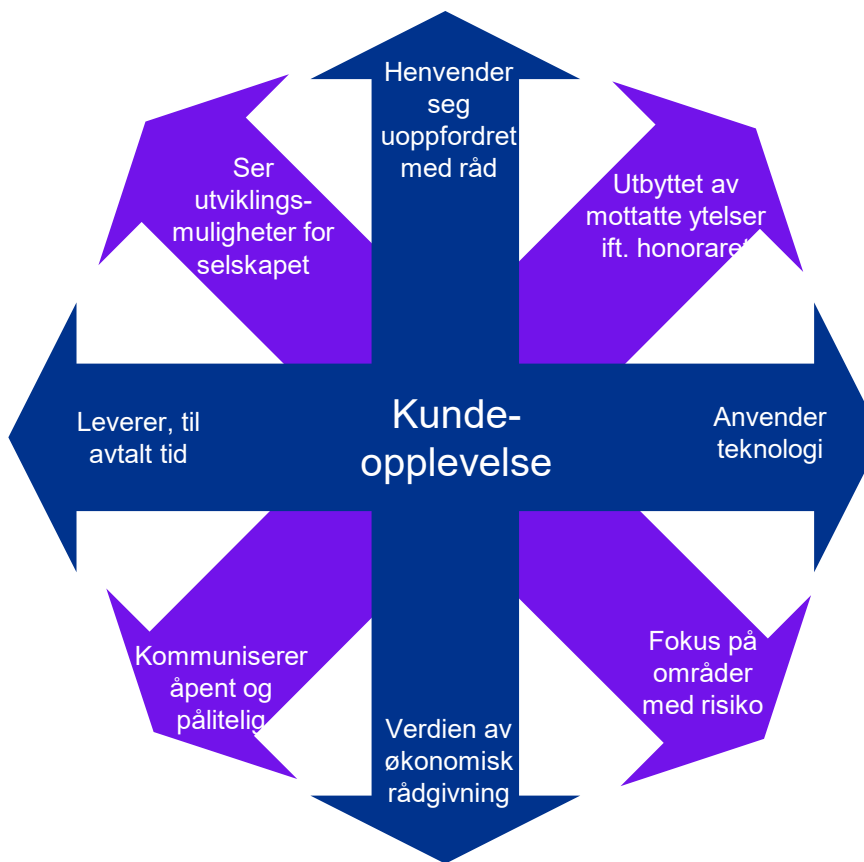 Henvender
seg
uoppfordret
med råd
Ser
utviklings-
muligheter for
selskapet
Utbyttet av
mottatte ytelser
ift. honoraret
Leverer, til
avtalt tid
Kunde-
opplevelse
Anvender
teknologi
Kommuniserer
åpent og
pålitelig
Verdien av
økonomisk
rådgivning
Fokus på
områder
med risiko